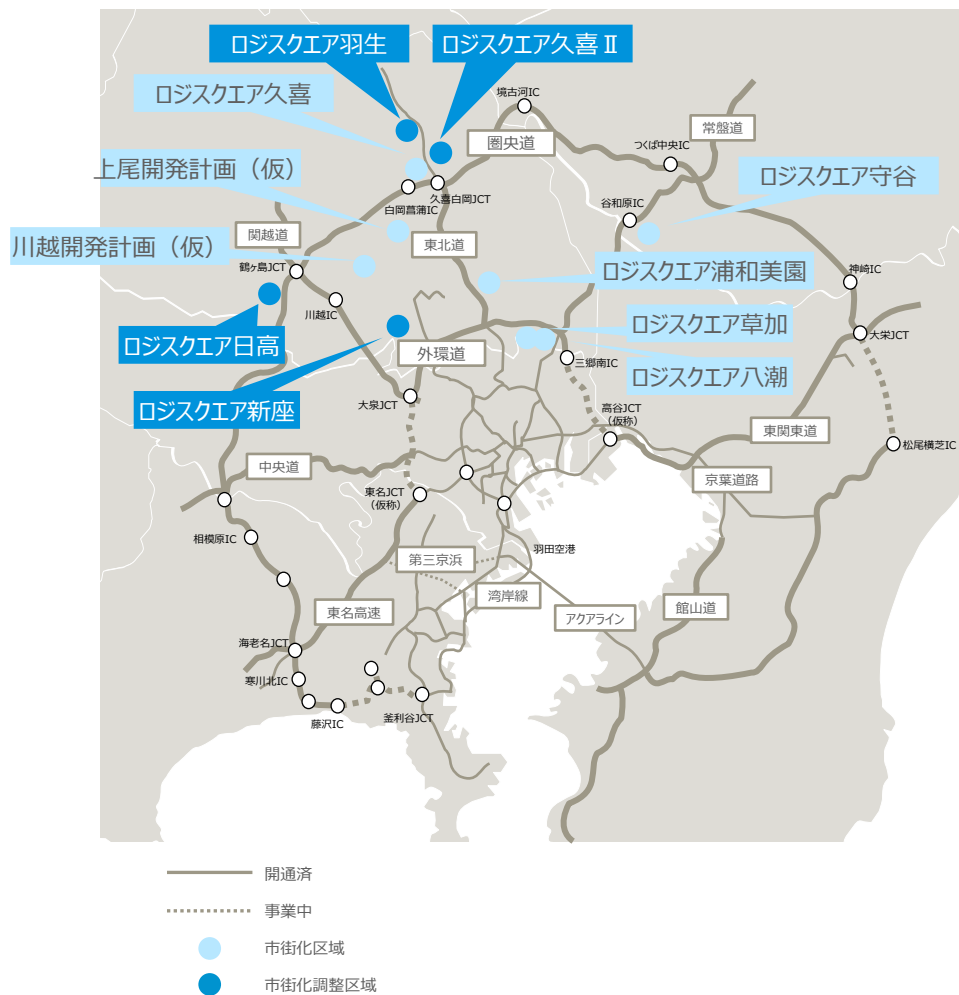 ロジスクエア羽生
ロジスクエア久喜Ⅱ
ロジスクエア久喜
境古河IC
常盤道
圏央道
つくば中央IC
上尾開発計画（仮）
ロジスクエア守谷
久喜白岡JCT
白岡菖蒲IC
谷和原IC
関越道
東北道
川越開発計画（仮）
鶴ヶ島JCT
ロジスクエア浦和美園
神崎IC
川越IC
ロジスクエア草加
大栄JCT
ロジスクエア日高
外環道
三郷南IC
ロジスクエア八潮
ロジスクエア新座
大泉JCT
高谷JCT
（仮称）
東関東道
松尾横芝IC
中央道
京葉道路
東名JCT
（仮称）
相模原IC
羽田空港
第三京浜
湾岸線
東名高速
アクアライン
館山道
海老名JCT
寒川北IC
藤沢IC
釜利谷JCT
開通済
事業中
市街化区域
市街化調整区域